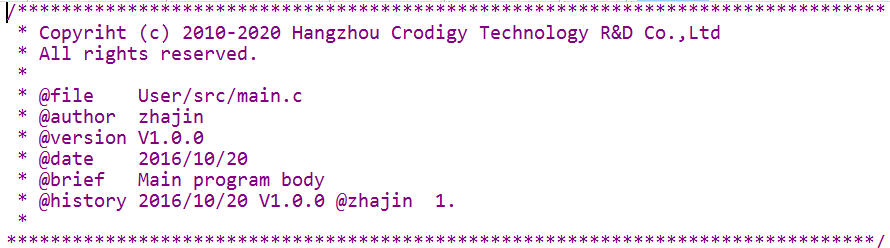 /********************************************************************************
* Copyriht (c) 2010-2020 Hangzhou Crodigy Technology R&D Co.,Ltd
* All rights reserved.
*
* @file    User/src/main.c
* @author  zhajin
* @version V1.0.0
* @date    2016/10/20
* @brief   Main program body
* @history 2016/10/20 V1.0.0 @zhajin  1.
*
********************************************************************************/